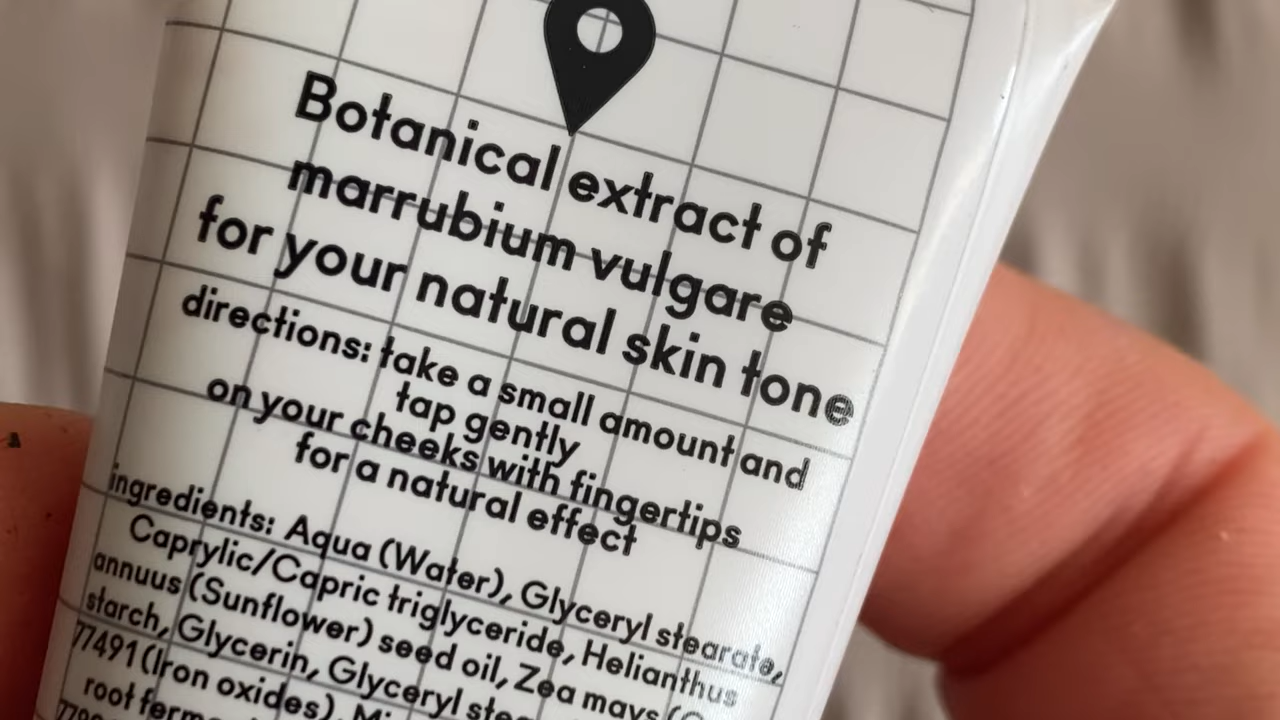 Botanical extract of
marrubium vulgare
for your natural skin tone
directions: take a small amount and
tap gently
on your cheeks with fingertips
for a natural effect
ingredients: Aqua (Water), Glyceryl stearate,
Caprylic/Capric triglyceride, Helianthus
annuus (Sunflower) seed oil, Zea mays
starch, Glycerin, Glyceryl
77491 (Iron oxides),
root